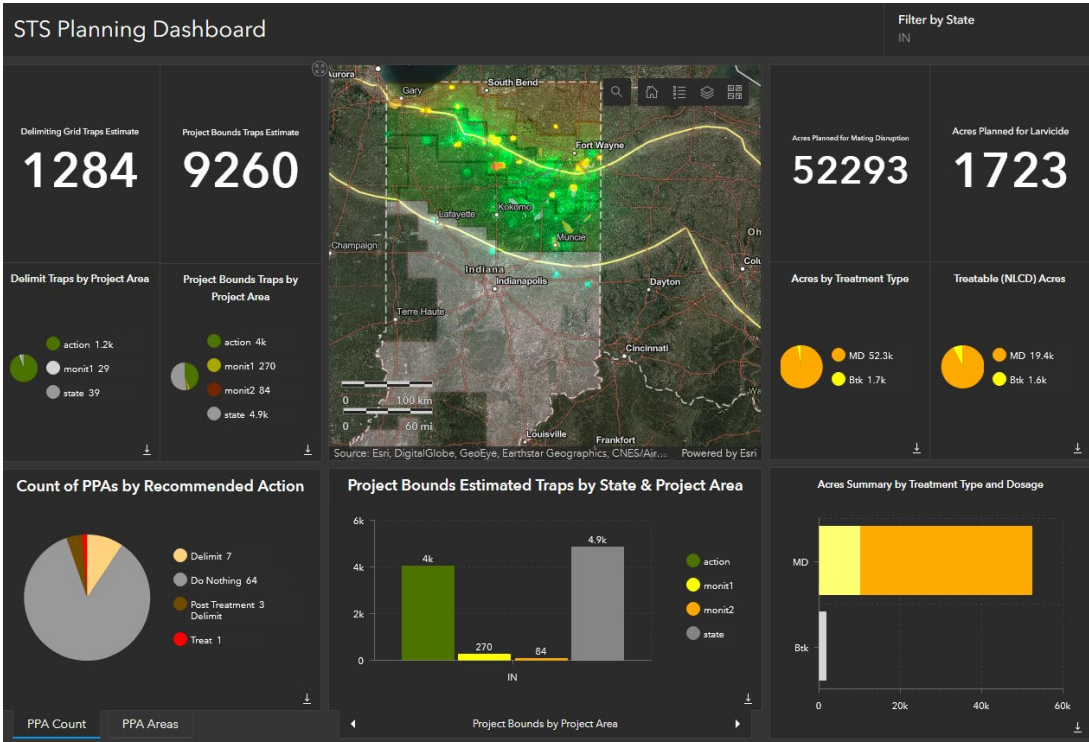 STS Planning Dashboard
Filter by State
IN
Delimiting Grid Traps Estimate
1284
Project Bounds Traps Estimate
9260
Delimit Traps by Project Area
action 1.2k
monit1 29
state 39
Project Bounds Traps by
Project Area
action 4k
monit1 270
monit2 84
state 4.9k
Aurora
Gary
South Bend
Fort Wayne
Lafayette
Kokomo
Muncie
Champaign
Indiana
Indianapolis
Oh
Colu
Dayton
Terre Haute
Cincinnati
W
0 100 km
0 60 mi
Louisville
Frankfort
Source: Esri, DigitalGlobe, GeoEye, Earthstar Geographics, CNES/Air...
Powered by Esri
Acres Planned for Mating Disruption
52293
Acres Planned for Larvicide
1723
Acres by Treatment Type
MD 52.3k
Btk 1.7k
Treatable (NLCD) Acres
MD 19.4k
Btk 1.6k
Count of PPAs by Recommended Action
Delimit 7
Do Nothing 64
Post Treatment 3
Delimit
Treat 1
PPA Count
PPA Areas
Project Bounds Estimated Traps by State & Project Area
6k
4k
2k
0
4k
270
84
4.9k
IN
action
monit1
monit2
state
Project Bounds by Project Area
Acres Summary by Treatment Type and Dosage
MD
Btk
0
20k
40k
60k